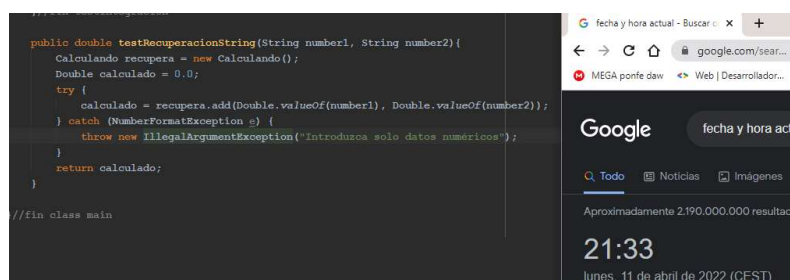 }//fin testIntegracion
public double testRecuperacionString(String number1, String number2){
Calculando recupera = new Calculando();
Double calculado = 0.0;
try {
calculado = recupera.add(Double.valueOf(number1), Double.valueOf(number2));
} catch (NumberFormatException e) {
throw new IllegalArgumentException("Introduzca solo datos numéricos");
}
return calculado;
}
}//fin class main
fecha y hora actual - Buscar c
google.com/sear...
MEGA ponfe daw
Web | Desarrollador...
Google
fecha y hora act
Todo
Noticias
Imágenes
Aproximadamente 2.190.000.000 resultad
21:33
lunes, 11 de abril de 2022 (CEST)